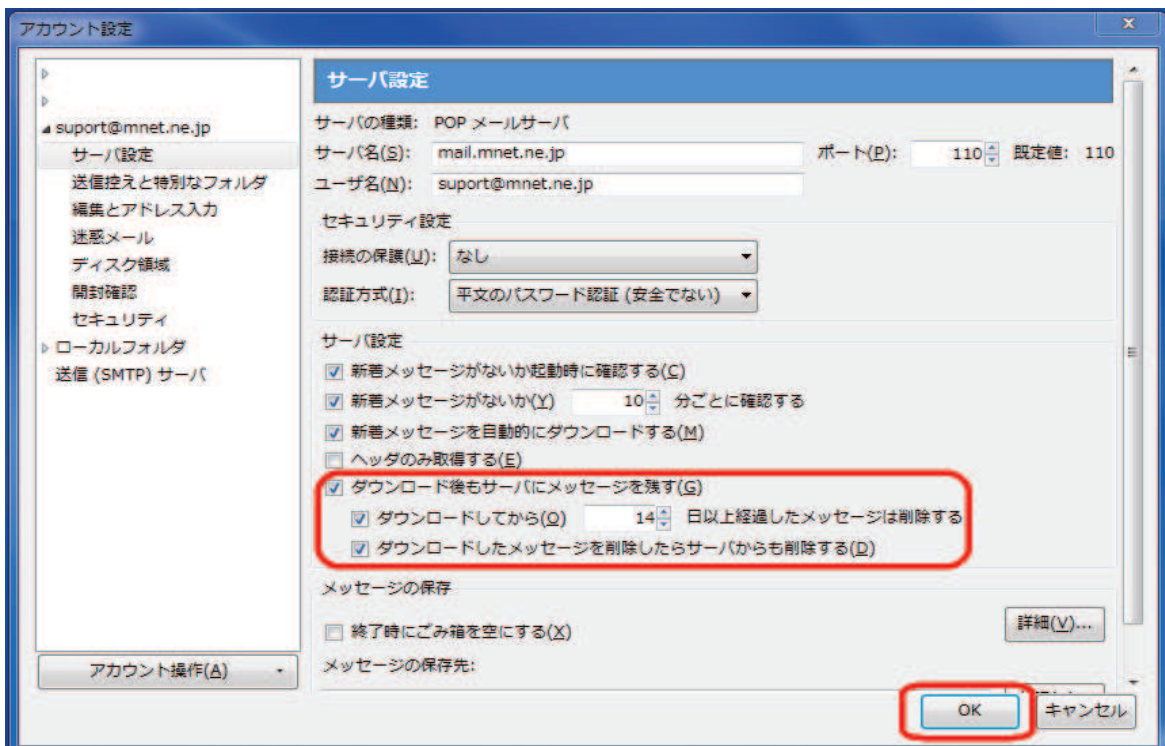 アカウント設定
suport@mnet.ne.jp
サーバ設定
送信控えと特別なフォルダ
編集とアドレス入力
迷惑メール
ディスク領域
開封確認
セキュリティ
ローカルフォルダ
送信 (SMTP) サーバ
アカウント操作(A)
サーバ設定
サーバの種類: POP メールサーバ
サーバ名(S): mail.mnet.ne.jp ポート(P): 110 既定値: 110
ユーザ名(N): suport@mnet.ne.jp
セキュリティ設定
接続の保護(U): なし
認証方式(I): 平文のパスワード認証 (安全でない)
サーバ設定
新着メッセージがないか起動時に確認する(C)
新着メッセージがないか(Y) 10 分ごとに確認する
新着メッセージを自動的にダウンロードする(M)
ヘッダのみ取得する(E)
ダウンロード後もサーバにメッセージを残す(G)
ダウンロードしてから(O) 14 日以上経過したメッセージは削除する
ダウンロードしたメッセージを削除したらサーバからも削除する(D)
メッセージの保存
終了時にごみ箱を空にする(X)
詳細(V)...
メッセージの保存先:
OK キャンセル